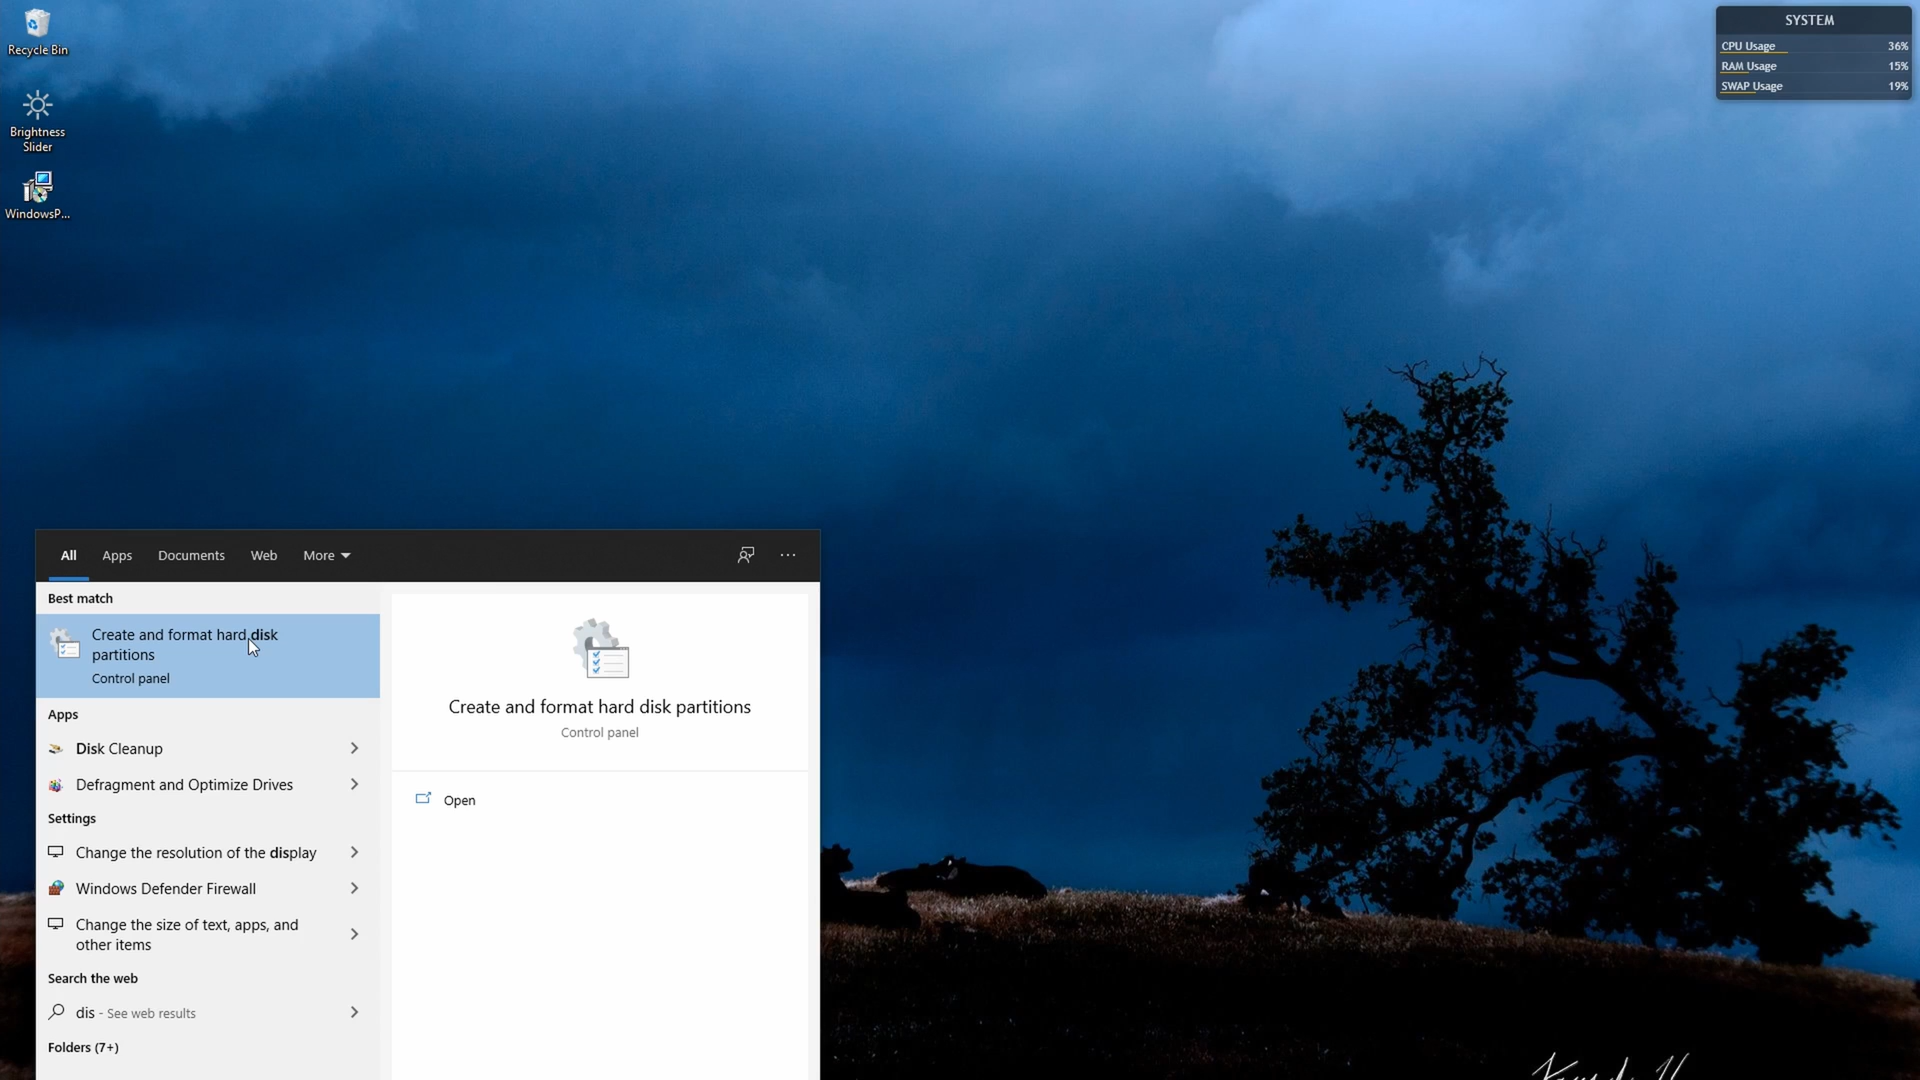 Recycle Bin
Brightness
Slider
WindowsP...
SYSTEM
CPU Usage 36%
RAM Usage 15%
SWAP Usage 19%
All Apps Documents Web More
Best match
Create and format hard disk
partitions
Control panel
Apps
Disk Cleanup
Defragment and Optimize Drives
Settings
Change the resolution of the display
Windows Defender Firewall
Change the size of text, apps, and
other items
Search the web
dis - See web results
Folders (7+)
Create and format hard disk partitions
Control panel
Open